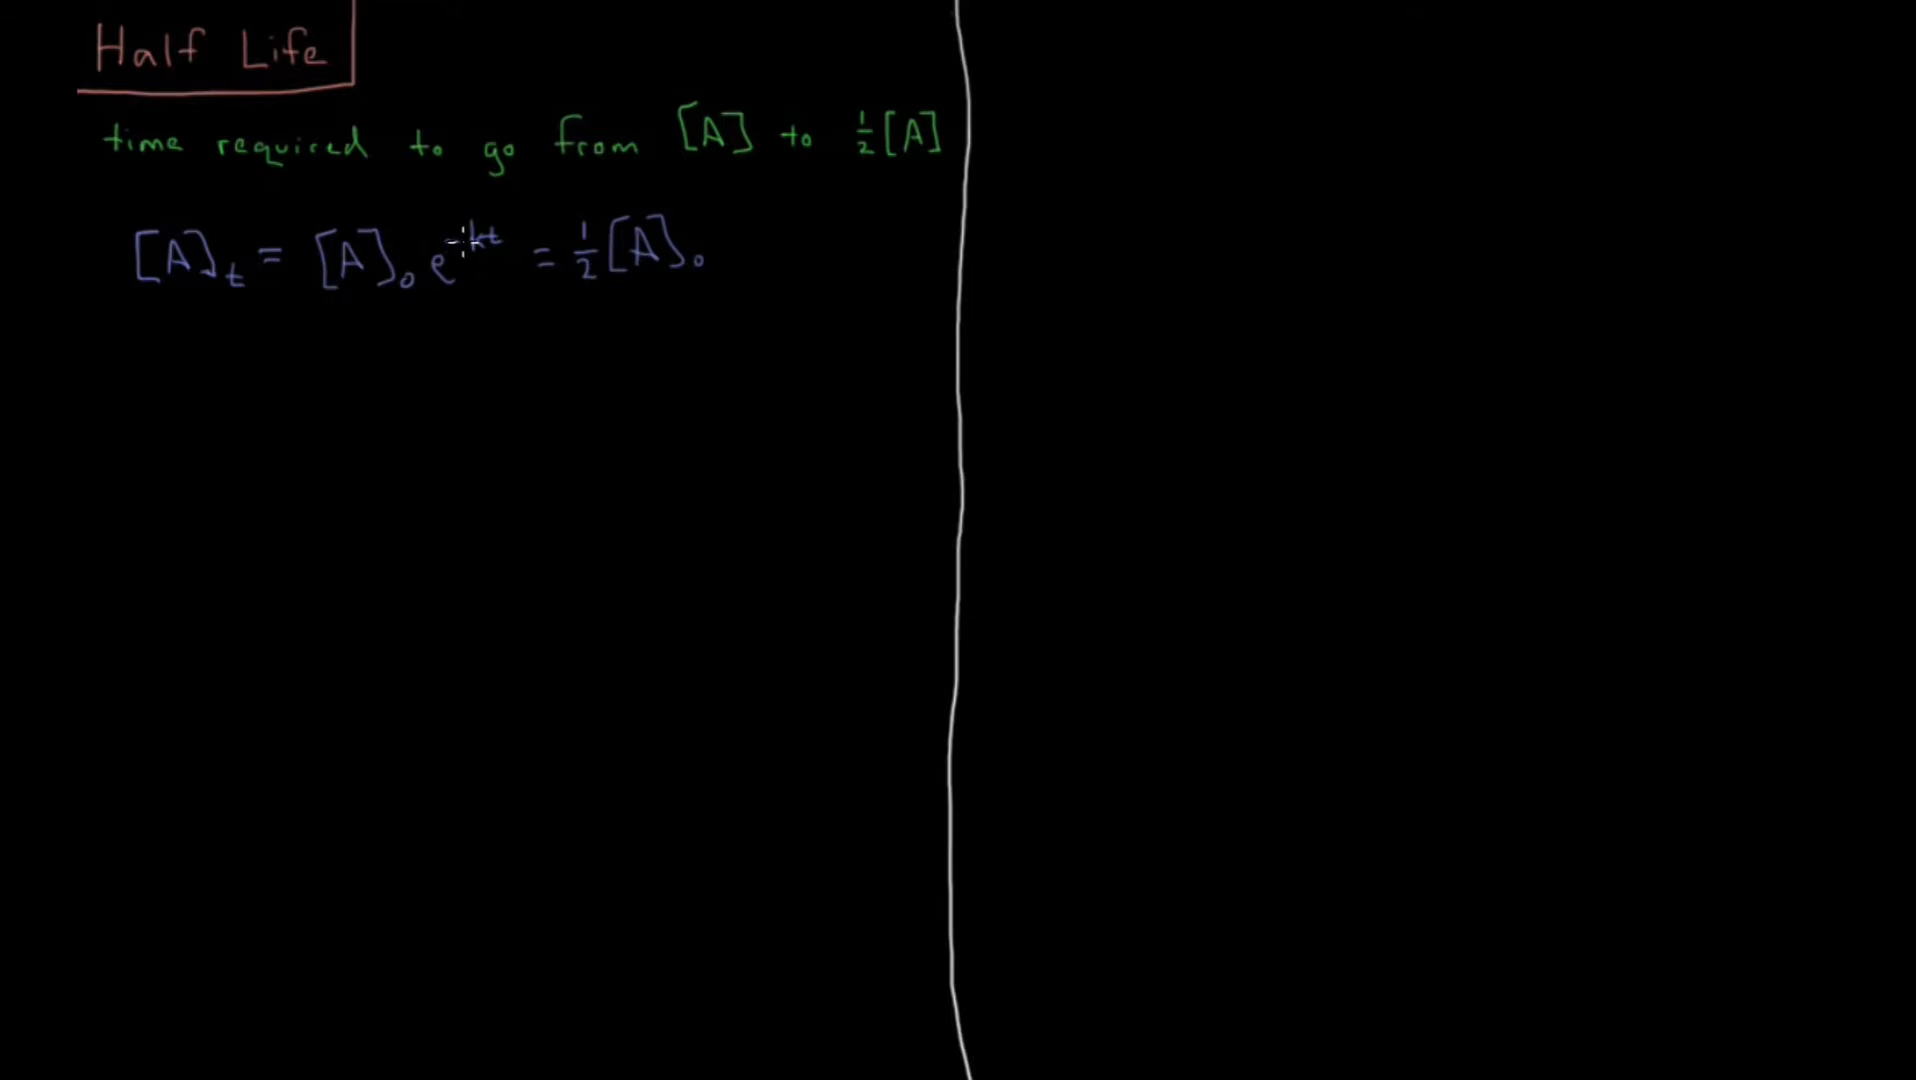 Half Life
time required to go from [A] to ½[A]
[A]ₜ = [A]₀ e^-kt = ½[A]₀